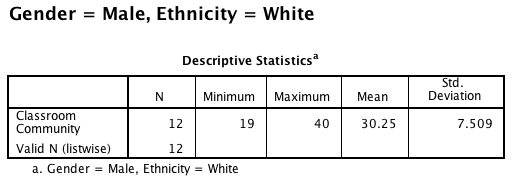 Gender = Male, Ethnicity = White
Descriptive Statisticsa
N Minimum Maximum Mean Std. Deviation
Classroom Community 12 19 40 30.25 7.509
Valid N (listwise) 12
a. Gender = Male, Ethnicity = White